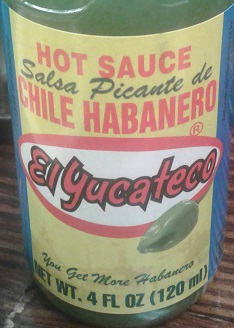 HOT SAUCE
Salsa Picante de
CHILE HABANERO
®
El Yucateco
You Get More Habanero
NET WT. 4 FL OZ (120 ml)